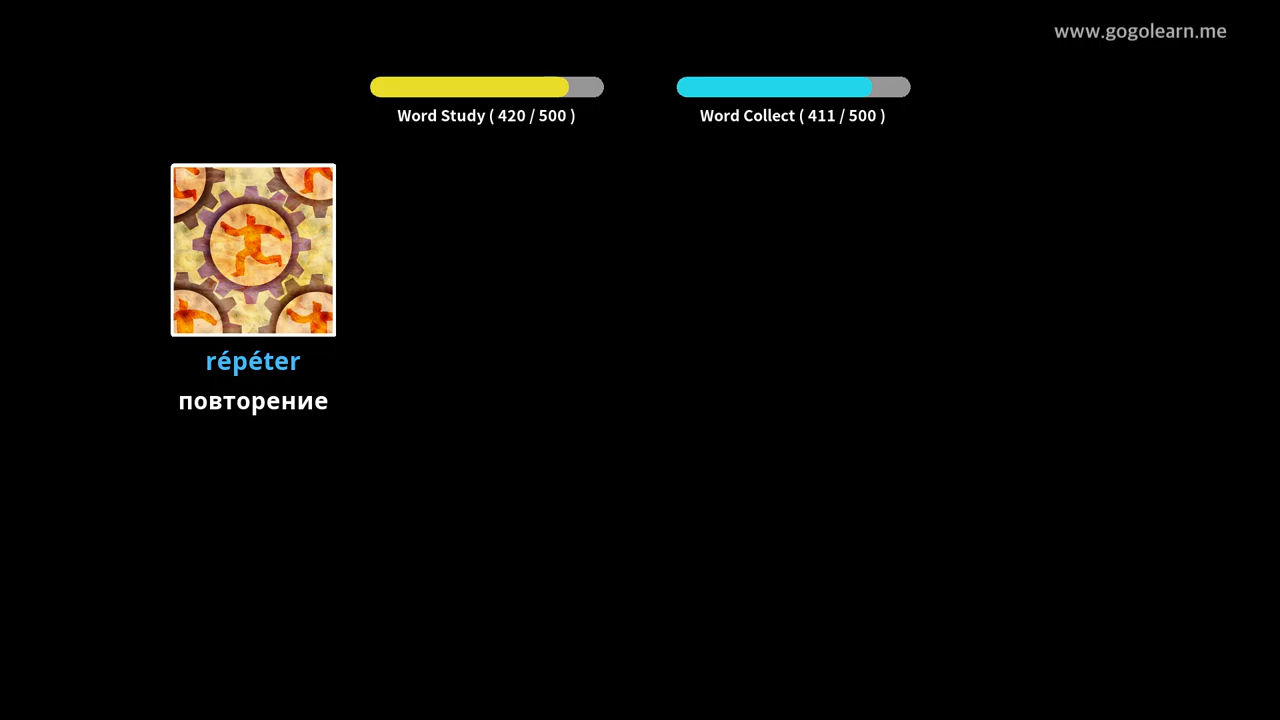 www.gogolearn.me
Word Study ( 420 / 500 )
Word Collect ( 411 / 500 )
répéter
повторение